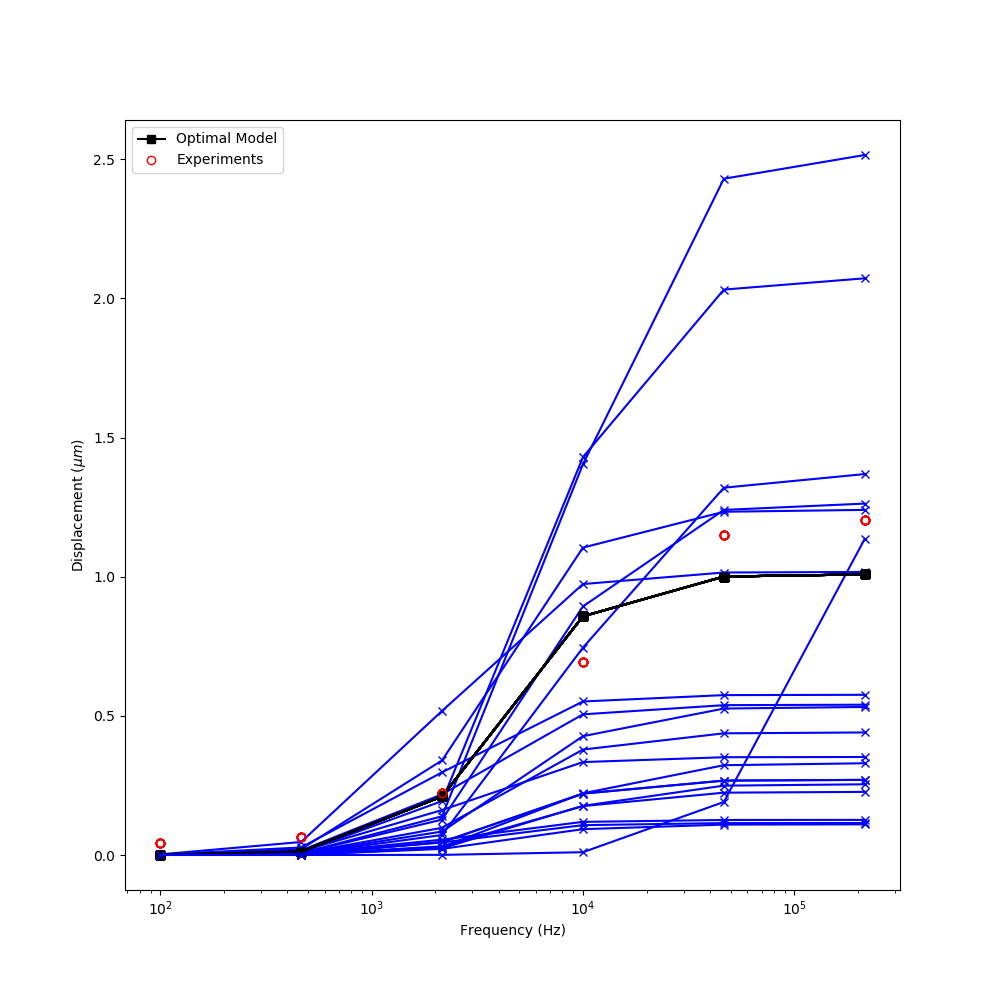 Optimal Model
Experiments
2.5
2.0
1.5
1.0
0.5
0.0
Displacement (μm)
10²
10³
10⁴
10⁵
Frequency (Hz)